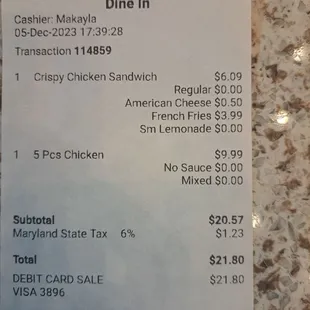 Dine In
Cashier: Makayla
05-Dec-2023 17:39:28
Transaction 114859
1 Crispy Chicken Sandwich $6.09
Regular $0.00
American Cheese $0.50
French Fries $3.99
Sm Lemonade $0.00
1 5 Pcs Chicken $9.99
No Sauce $0.00
Mixed $0.00
Subtotal $20.57
Maryland State Tax 6% $1.23
Total $21.80
DEBIT CARD SALE $21.80
VISA 3896